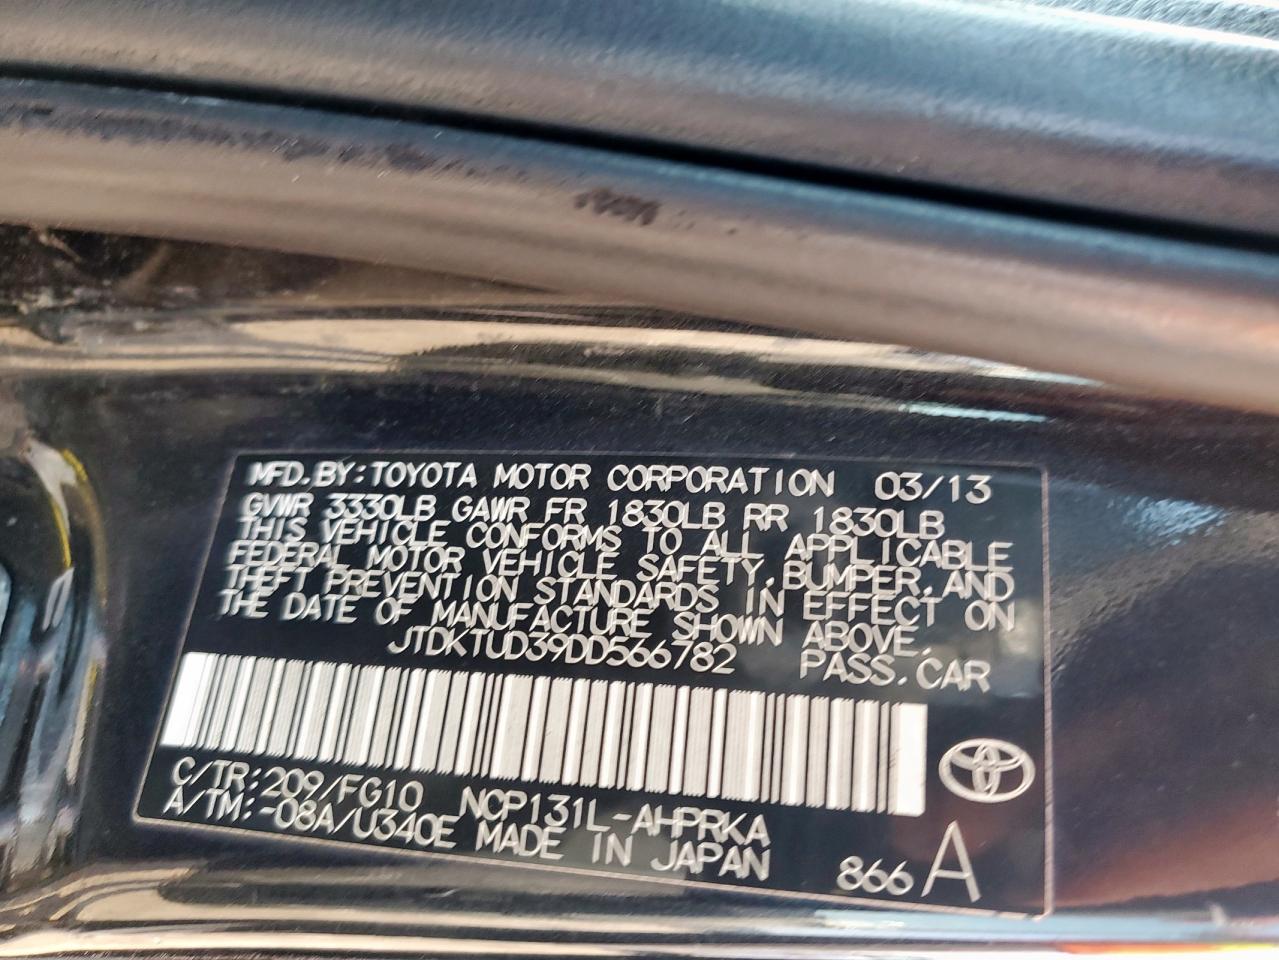 MFD.BY:TOYOTA MOTOR CORPORATION 03/13
GVWR 3330LB GAWR FR 1830LB RR 1830LB
THIS VEHICLE CONFORMS TO ALL APPLICABLE
FEDERAL MOTOR VEHICLE SAFETY,BUMPER,AND
THEFT PREVENTION STANDARDS IN EFFECT ON
THE DATE OF MANUFACTURE SHOWN ABOVE.
JTDKTUD39DD566782 PASS.CAR
C/TR:209/FG10 NCP131L-AHPRKA
A/TM:-08A/U340E MADE IN JAPAN 866 A